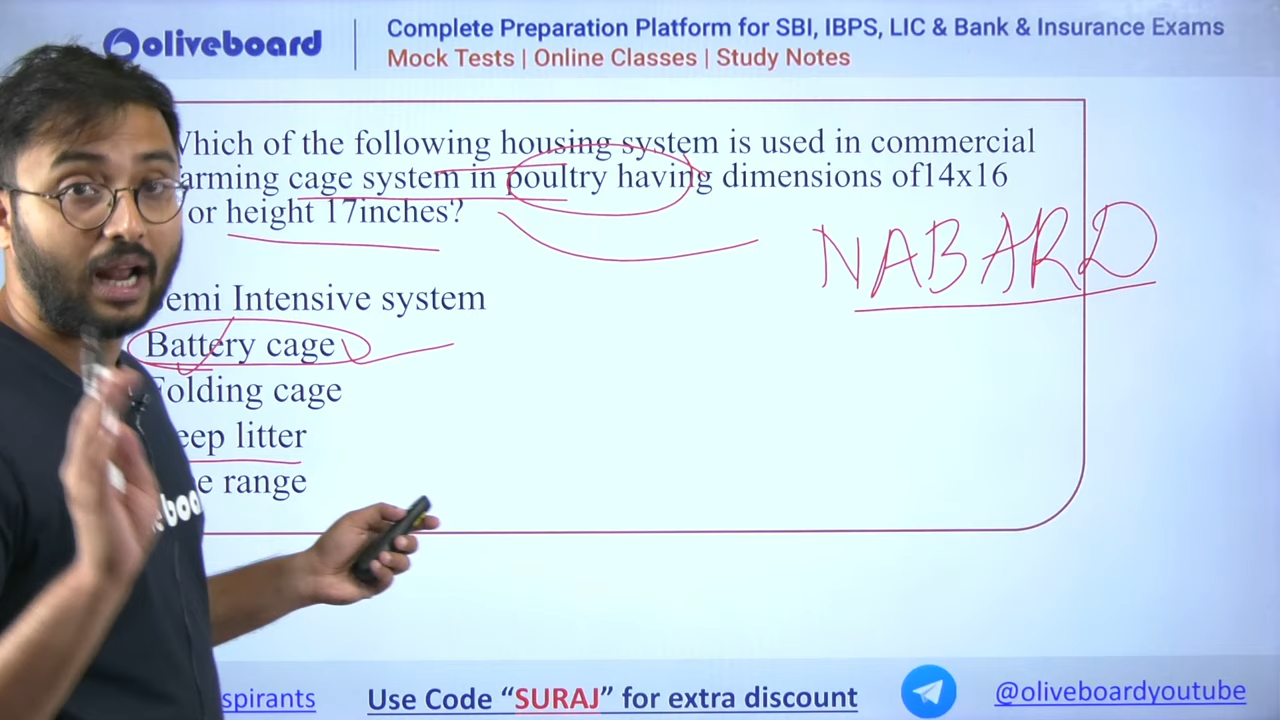 oliveboard
Complete Preparation Platform for SBI, IBPS, LIC & Bank & Insurance Exams
Mock Tests | Online Classes | Study Notes
Which of the following housing system is used in commercial
farming cage system in poultry having dimensions of14x16
or height 17inches?
NABARD
Semi Intensive system
Battery cage
Folding cage
Deep litter
range
spirants
Use Code “SURAJ” for extra discount
@oliveboardyoutube